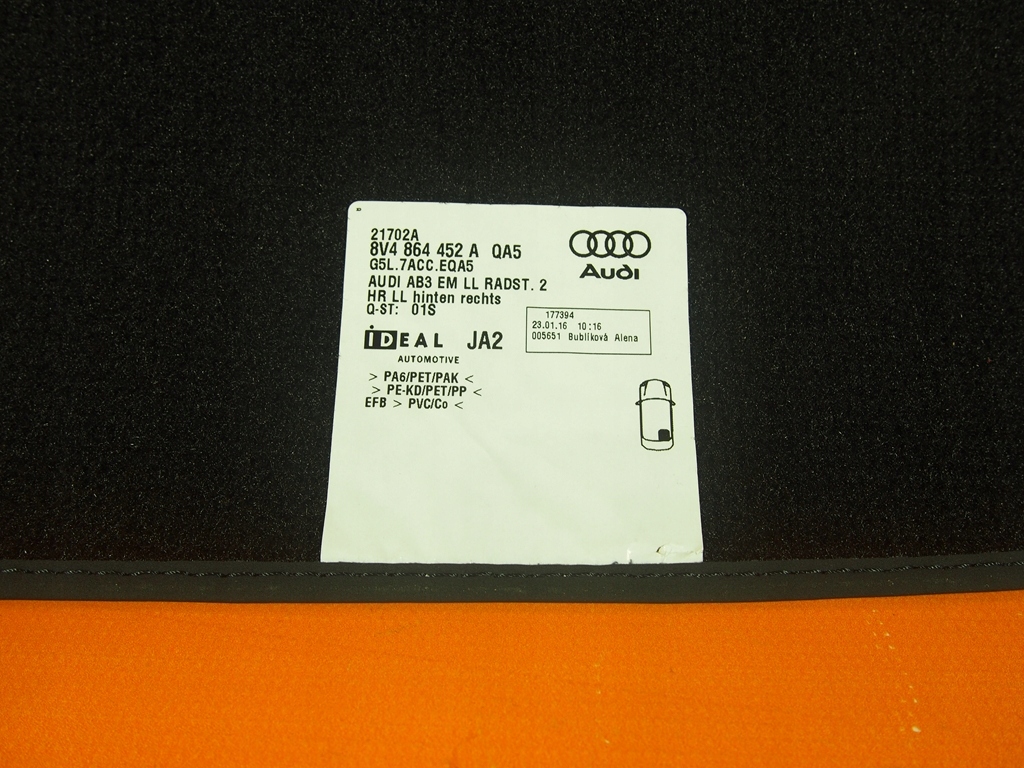 21702A
8V4 864 452 A QA5
G5L.7ACC.EQA5
AUDI AB3 EM LL RADST. 2
HR LL hinten rechts
Q-ST: 01S
Audi
177394
23.01.16 10:16
005651 Bublíková Alena
IDEAL JA2
AUTOMOTIVE
> PA6/PET/PAK <
> PE-KD/PET/PP <
EFB > PVC/Co <